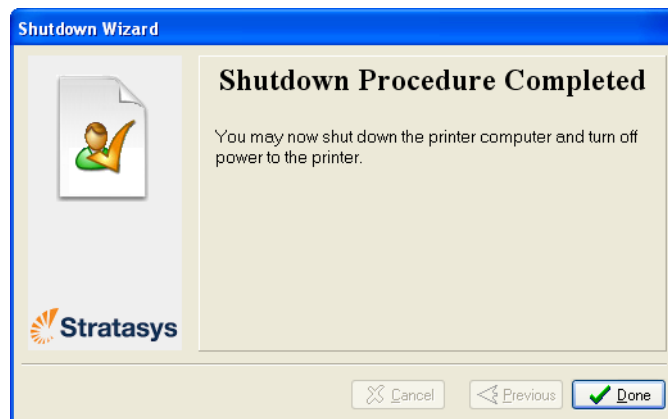 Shutdown Wizard
Shutdown Procedure Completed
You may now shut down the printer computer and turn off
power to the printer.
Stratasys
Cancel
Previous
Done